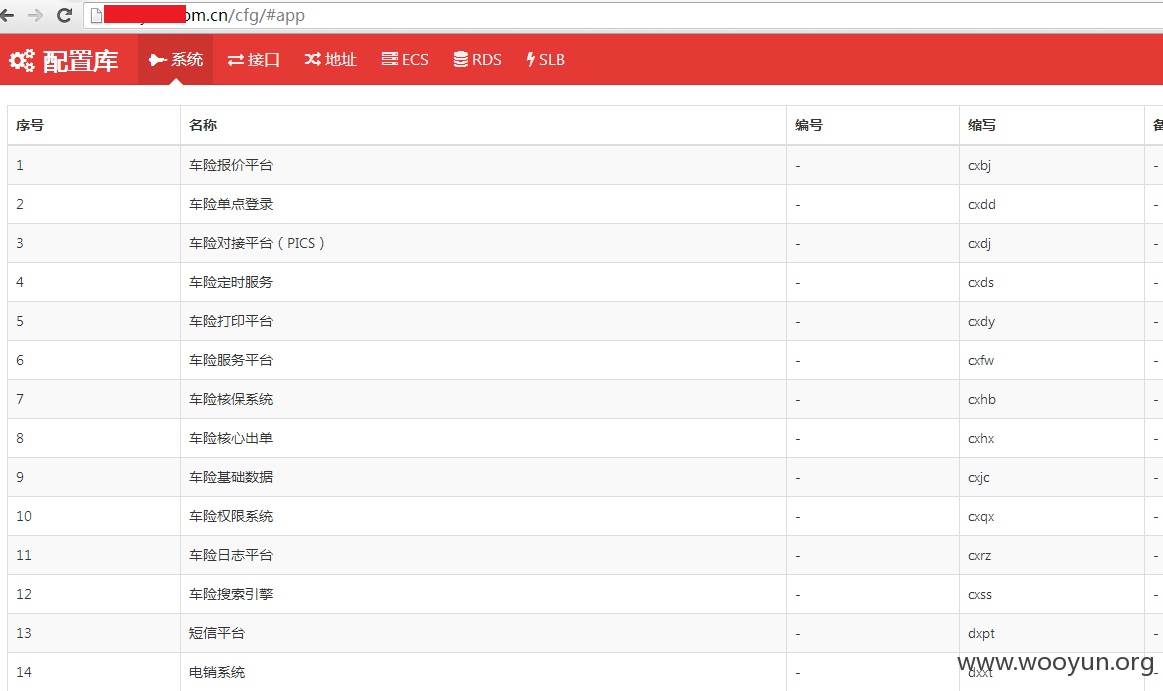 om.cn/cfg/#app
配置库 系统 接口 地址 ECS RDS SLB
序号 名称 编号 缩写
1 车险报价平台 - cxbj -
2 车险单点登录 - cxdd -
3 车险对接平台（PICS） - cxdj -
4 车险定时服务 - cxds -
5 车险打印平台 - cxdy -
6 车险服务平台 - cxfw -
7 车险核保系统 - cxhb -
8 车险核心出单 - cxhx -
9 车险基础数据 - cxjc -
10 车险权限系统 - cxqx -
11 车险日志平台 - cxrz -
12 车险搜索引擎 - cxss -
13 短信平台 - dxpt -
14 电销系统 - dxxt -
www.wooyun.org